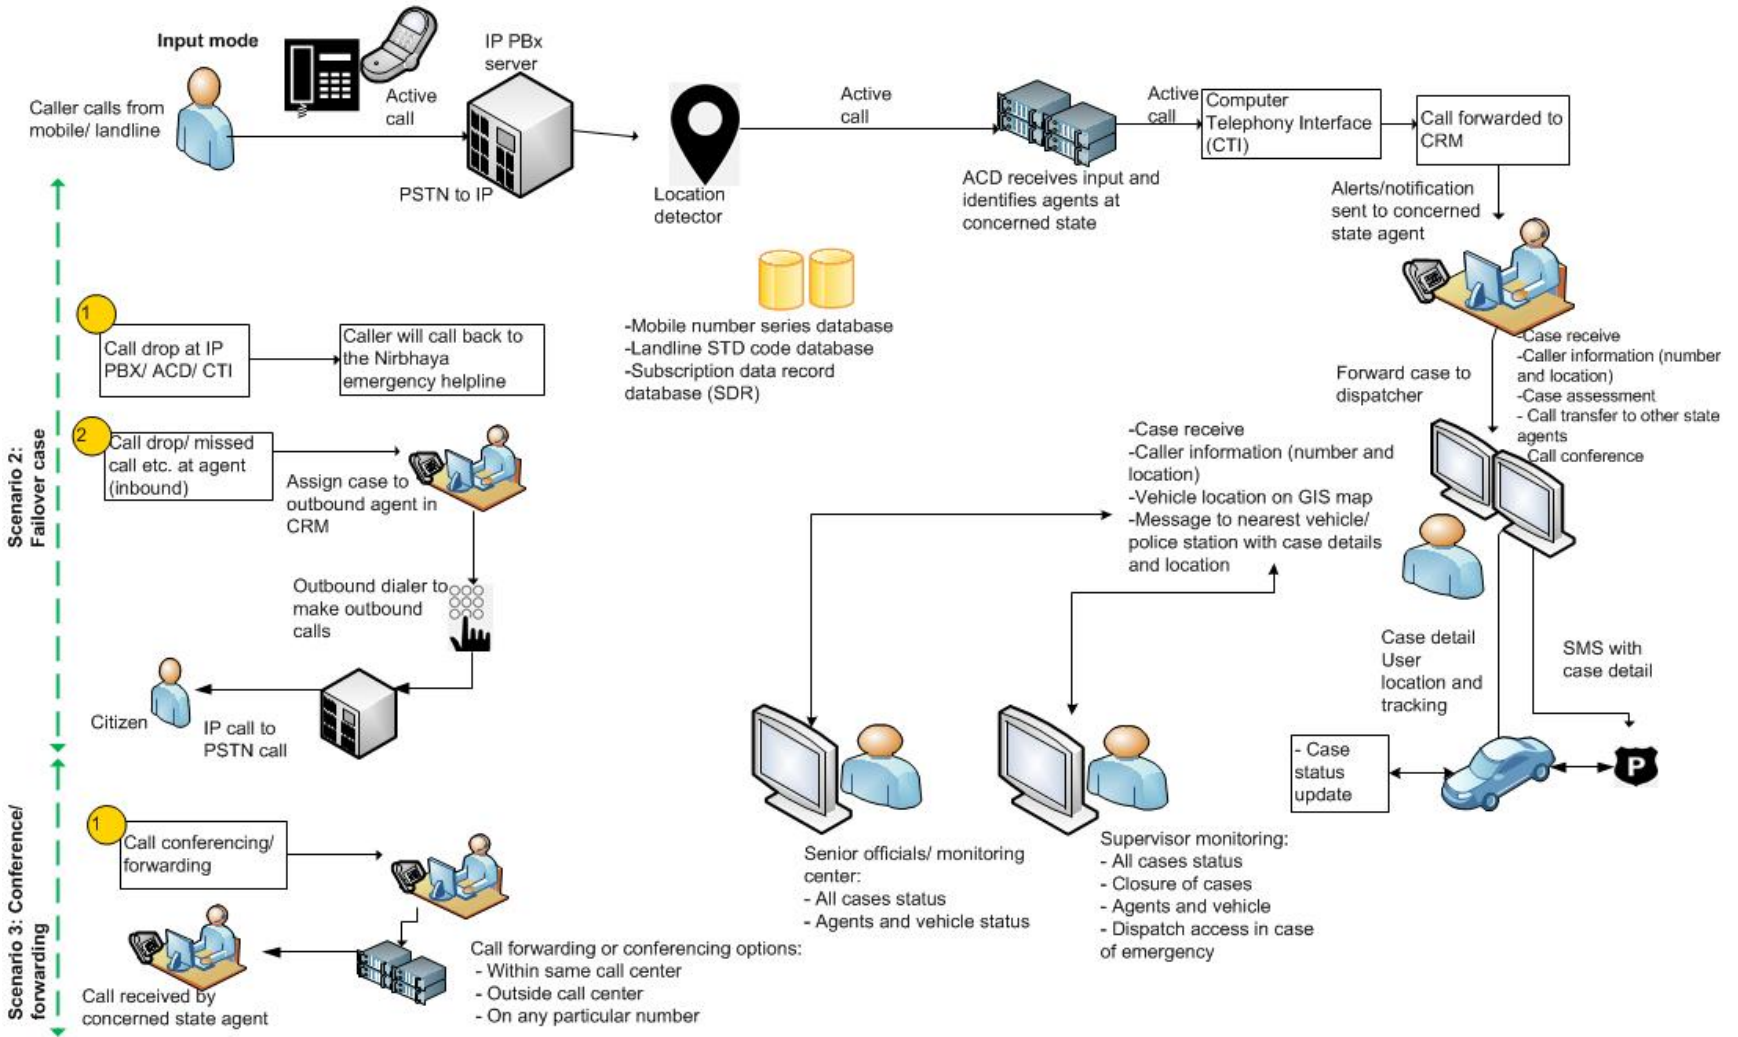 Input mode
Caller calls from
mobile/ landline
Active
call
IP PBx
server
PSTN to IP
Location
detector
Active
call
ACD receives input and
identifies agents at
concerned state
Active
call
Computer
Telephony Interface
(CTI)
Call forwarded to
CRM
Alerts/notification
sent to concerned
state agent
-Mobile number series database
-Landline STD code database
-Subscription data record
database (SDR)
-Case receive
-Caller information (number
and location)
-Case assessment
- Call transfer to other state
agents
Call conference
Forward case to
dispatcher
-Case receive
-Caller information (number and
location)
-Vehicle location on GIS map
-Message to nearest vehicle/
police station with case details
and location
Case detail
User
location and
tracking
SMS with
case detail
- Case
status
update
P
Senior officials/ monitoring
center:
- All cases status
- Agents and vehicle status
Supervisor monitoring:
- All cases status
- Closure of cases
- Agents and vehicle
- Dispatch access in case
of emergency
Scenario 2:
Failover case
1
Call drop at IP
PBX/ ACD/ CTI
Caller will call back to
the Nirbhaya
emergency helpline
2
Call drop/ missed
call etc. at agent
(inbound)
Assign case to
outbound agent in
CRM
Outbound dialer to
make outbound
calls
Citizen
IP call to
PSTN call
Scenario 3: Conference/
forwarding
1
Call conferencing/
forwarding
Call received by
concerned state agent
Call forwarding or conferencing options:
- Within same call center
- Outside call center
- On any particular number